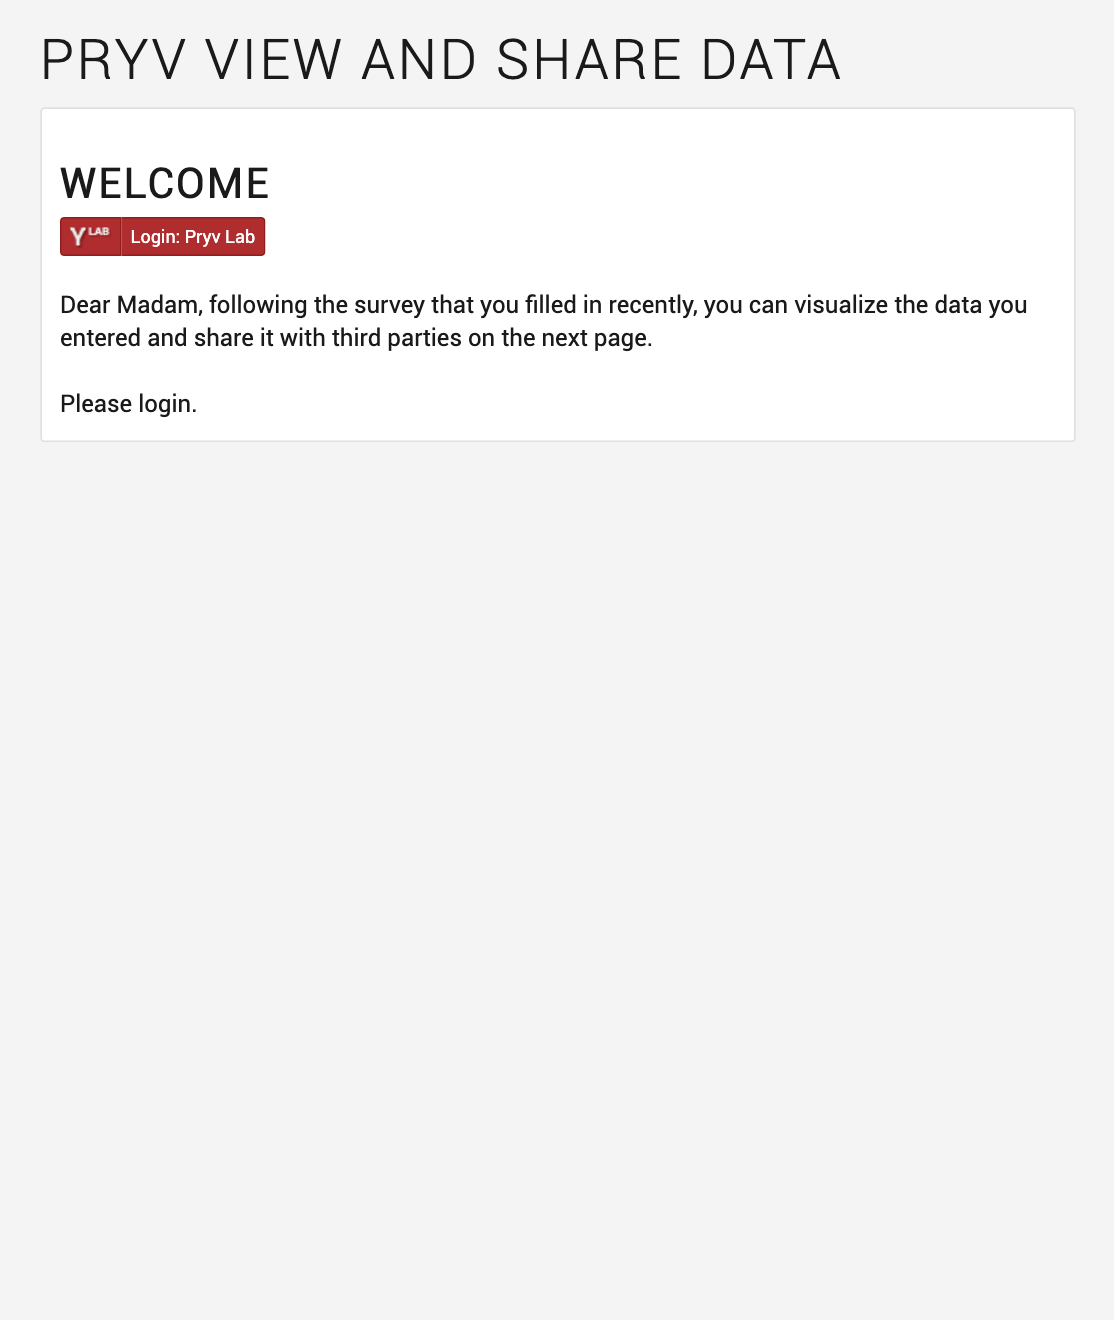 PRYV VIEW AND SHARE DATA
WELCOME
Y LAB Login: Pryv Lab
Dear Madam, following the survey that you filled in recently, you can visualize the data you
entered and share it with third parties on the next page.
Please login.